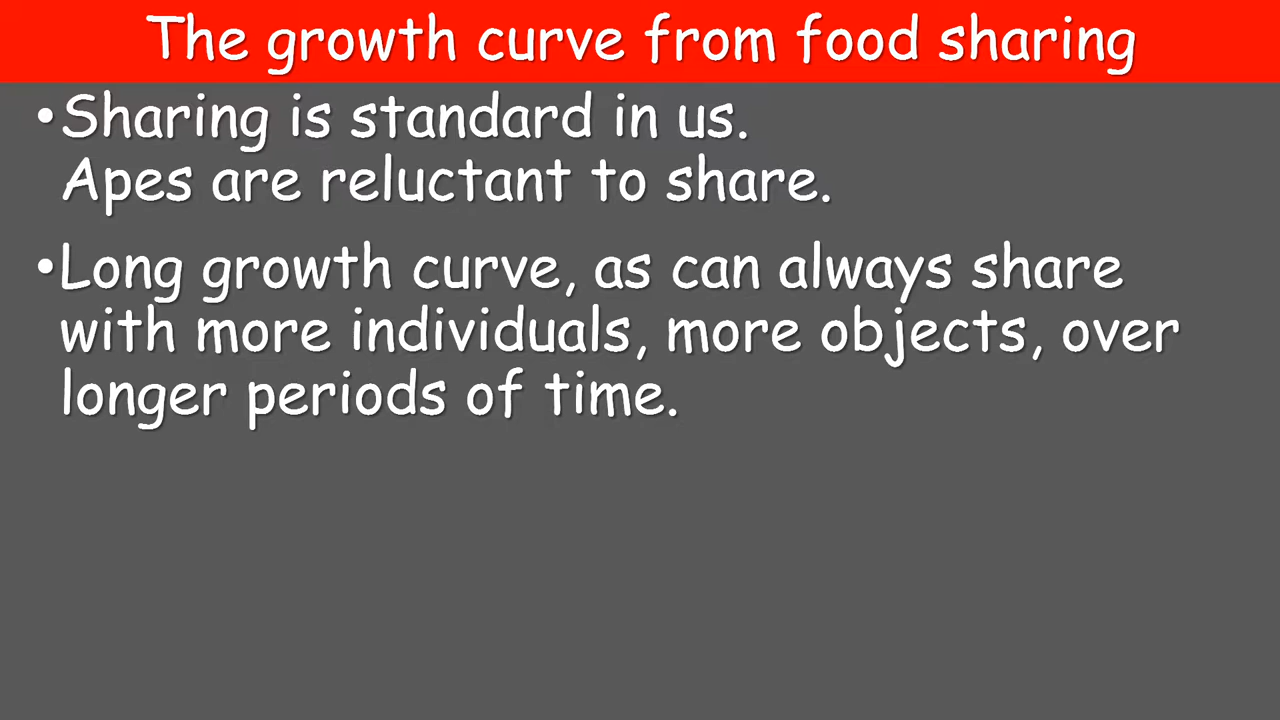 The growth curve from food sharing
•Sharing is standard in us.
Apes are reluctant to share.
•Long growth curve, as can always share
with more individuals, more objects, over
longer periods of time.